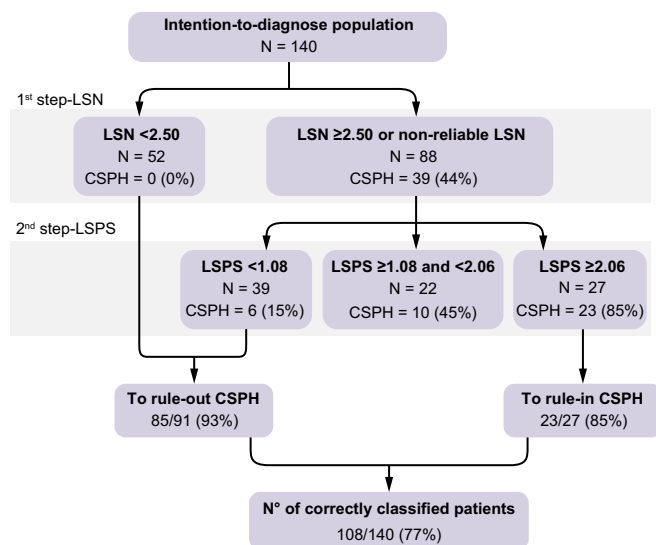 Intention-to-diagnose population
N = 140
1st step-LSN
LSN <2.50
N = 52
CSPH = 0 (0%)
LSN ≥2.50 or non-reliable LSN
N = 88
CSPH = 39 (44%)
2nd step-LSPS
LSPS <1.08
N = 39
CSPH = 6 (15%)
LSPS ≥1.08 and <2.06
N = 22
CSPH = 10 (45%)
LSPS ≥2.06
N = 27
CSPH = 23 (85%)
To rule-out CSPH
85/91 (93%)
To rule-in CSPH
23/27 (85%)
N° of correctly classified patients
108/140 (77%)